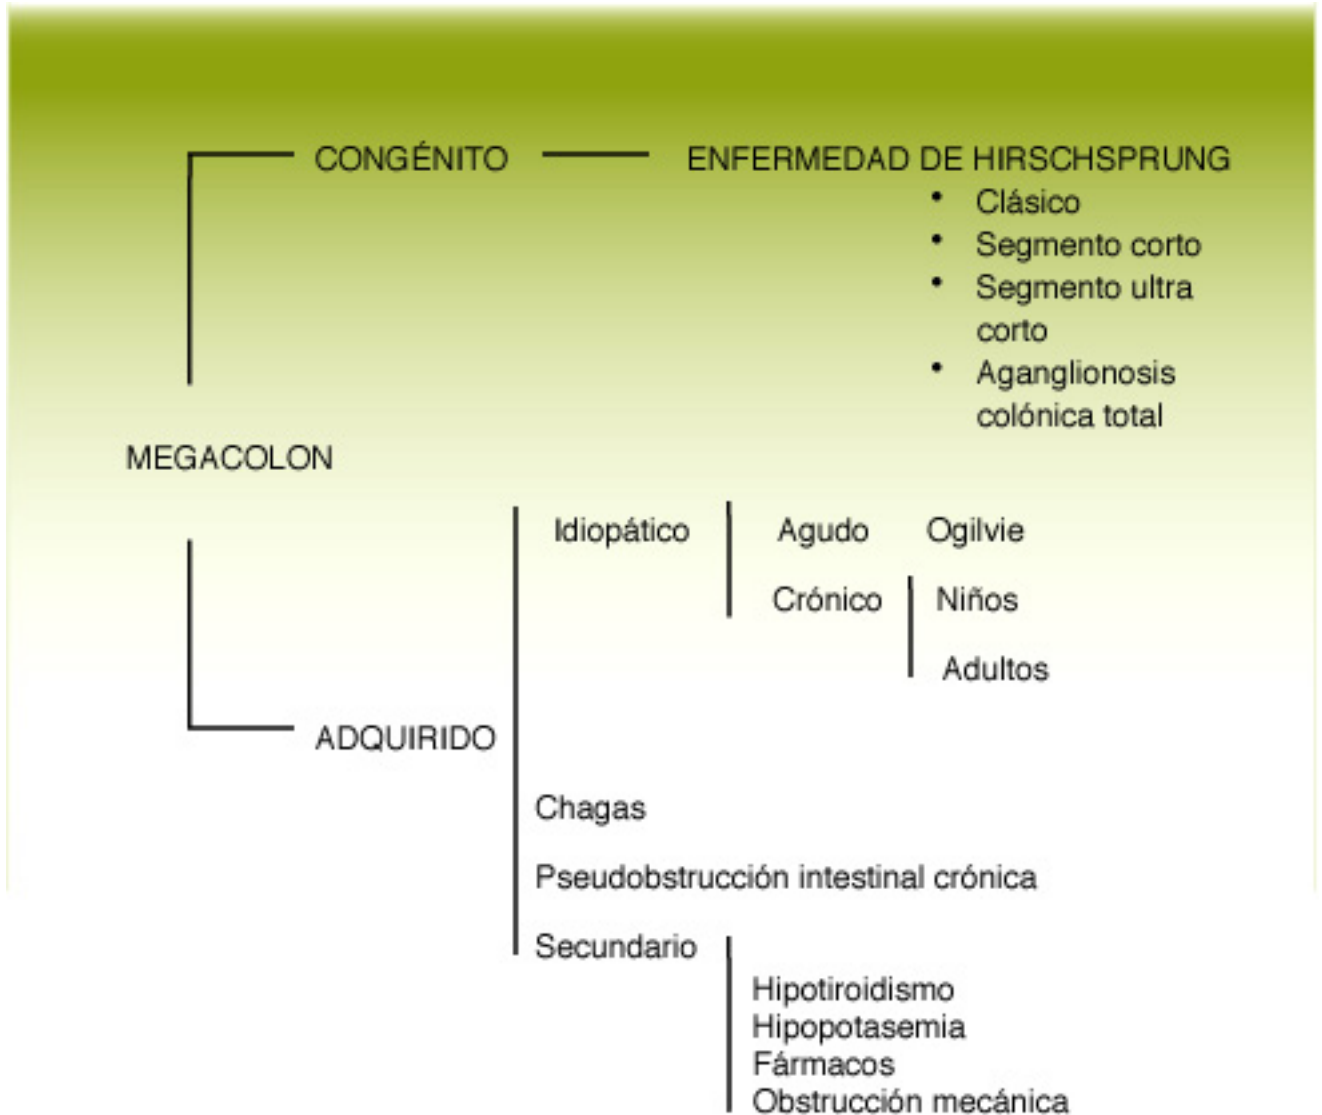 CONGÉNITO ENFERMEDAD DE HIRSCHSPRUNG
• Clásico
• Segmento corto
• Segmento ultra
corto
• Aganglionosis
colónica total
MEGACOLON
Idiopático Agudo Ogilvie
Crónico Niños
Adultos
ADQUIRIDO
Chagas
Pseudobstrucción intestinal crónica
Secundario
Hipotiroidismo
Hipopotasemia
Fármacos
Obstrucción mecánica